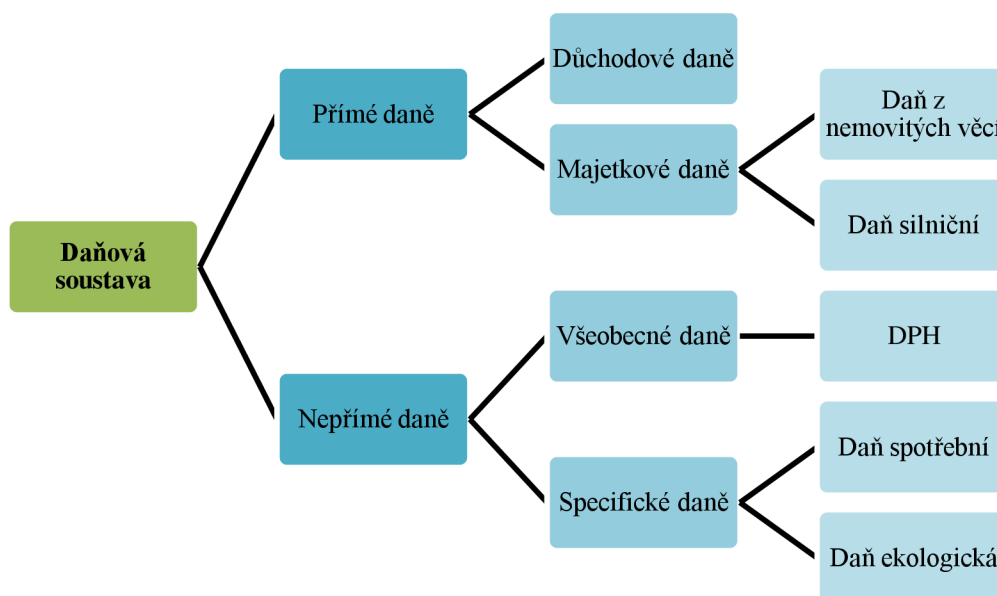 Daňová
soustava
Přímé daně
Důchodové daně
Majetkové daně
Daň z
nemovitých věcí
Daň silniční
Nepřímé daně
Všeobecné daně
DPH
Specifické daně
Daň spotřební
Daň ekologická